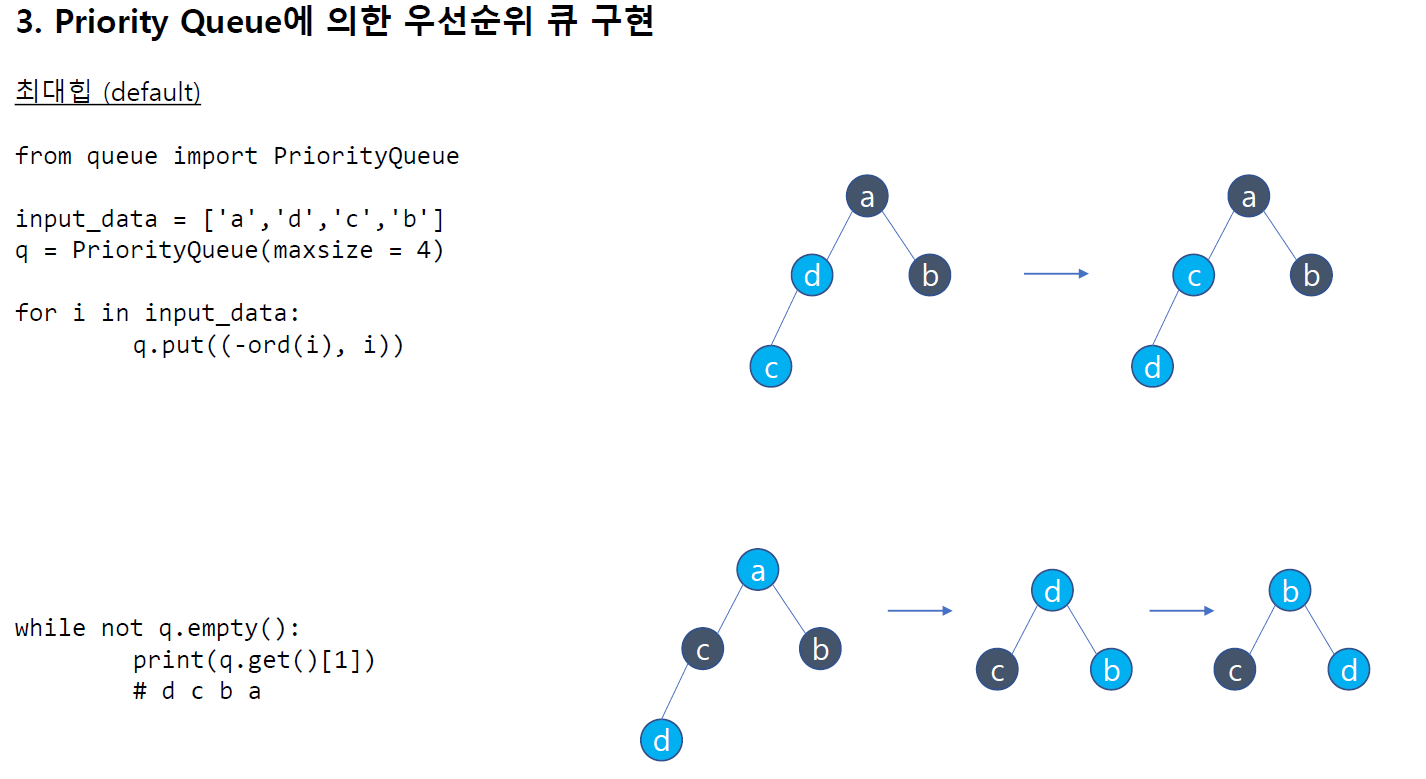 3. Priority Queue에 의한 우선순위 큐 구현
최대힙 (default)
from queue import PriorityQueue
input_data = ['a','d','c','b']
q = PriorityQueue(maxsize = 4)
for i in input_data:
q.put((-ord(i), i))
a
d b
c
a
c b
d
while not q.empty():
print(q.get()[1])
# d c b a
a
c b
d
d
c b
b
c d